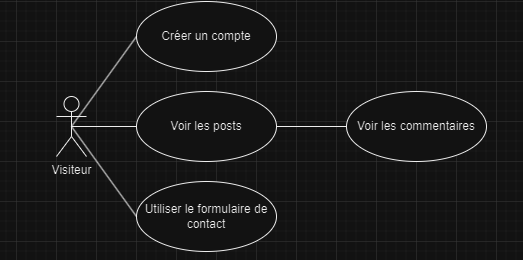 Créer un compte
Voir les posts
Voir les commentaires
Visiteur
Utiliser le formulaire de
contact